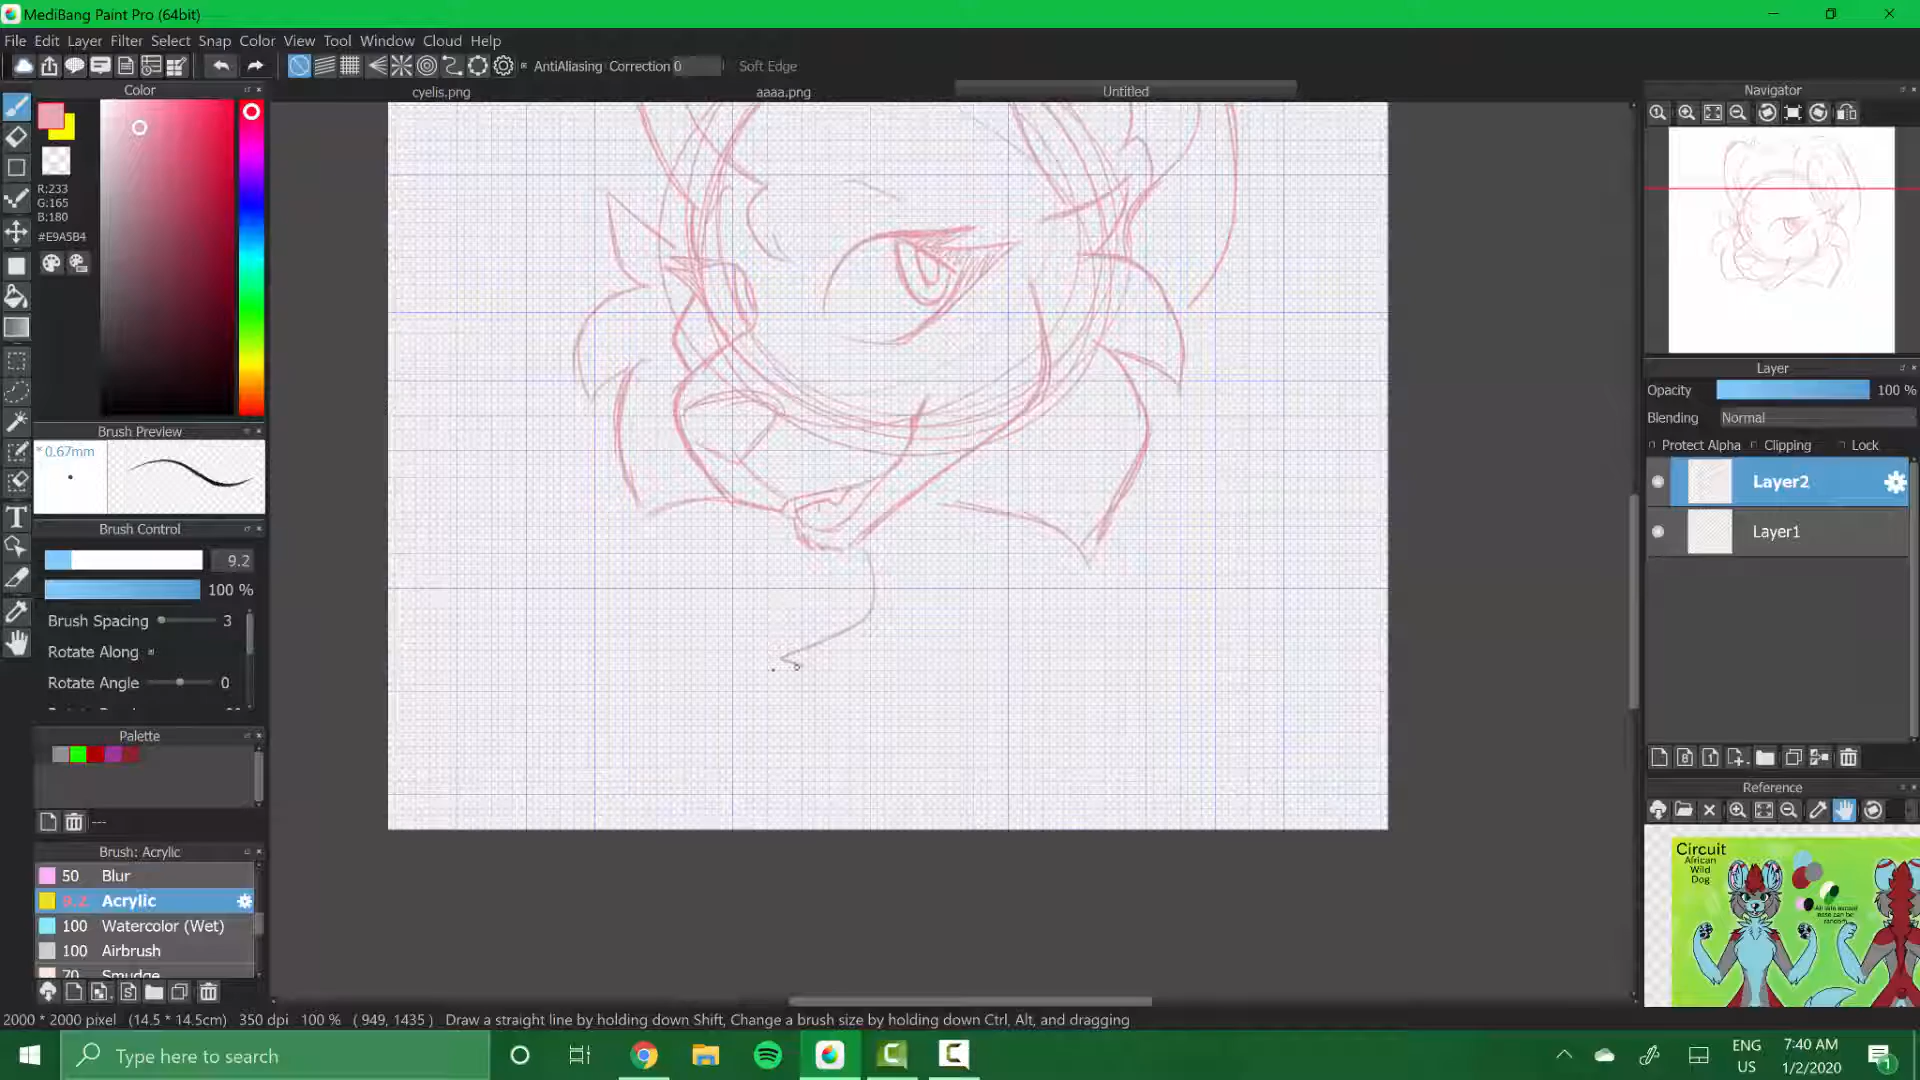 MediBang Paint Pro (64bit)
File Edit Layer Filter Select Snap Color View Tool Window Cloud Help
AntiAliasing Correction 0 Soft Edge
Color
cyelis.png aaaa.png Untitled
Navigator
R:233
G:165
B:180
#E9A5B4
Brush Preview
* 0.67mm
Brush Control
9.2
100 %
Brush Spacing 3
Rotate Along
Rotate Angle 0
Palette
---
Brush: Acrylic
50 Blur
9.2 Acrylic
100 Watercolor (Wet)
100 Airbrush
70 Smudge
Layer
Opacity 100 %
Blending Normal
Protect Alpha Clipping Lock
Layer2
Layer1
Reference
Circuit
African
Wild
Dog
2000 * 2000 pixel (14.5 * 14.5cm) 350 dpi 100 % ( 949, 1435 ) Draw a straight line by holding down Shift, Change a brush size by holding down Ctrl, Alt, and dragging
Type here to search
ENG
US
7:40 AM
1/2/2020
1